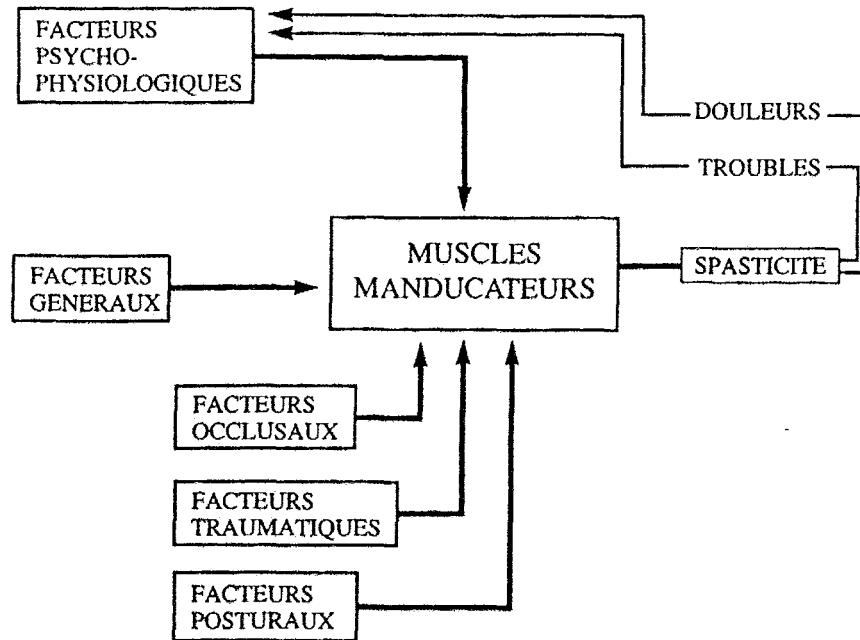 FACTEURS
PSYCHO-
PHYSIOLOGIQUES
DOULEURS
TROUBLES
MUSCLES
MANDUCATEURS
SPASTICITE
FACTEURS
GENERAUX
FACTEURS
OCCLUSAUX
FACTEURS
TRAUMATIQUES
FACTEURS
POSTURAUX